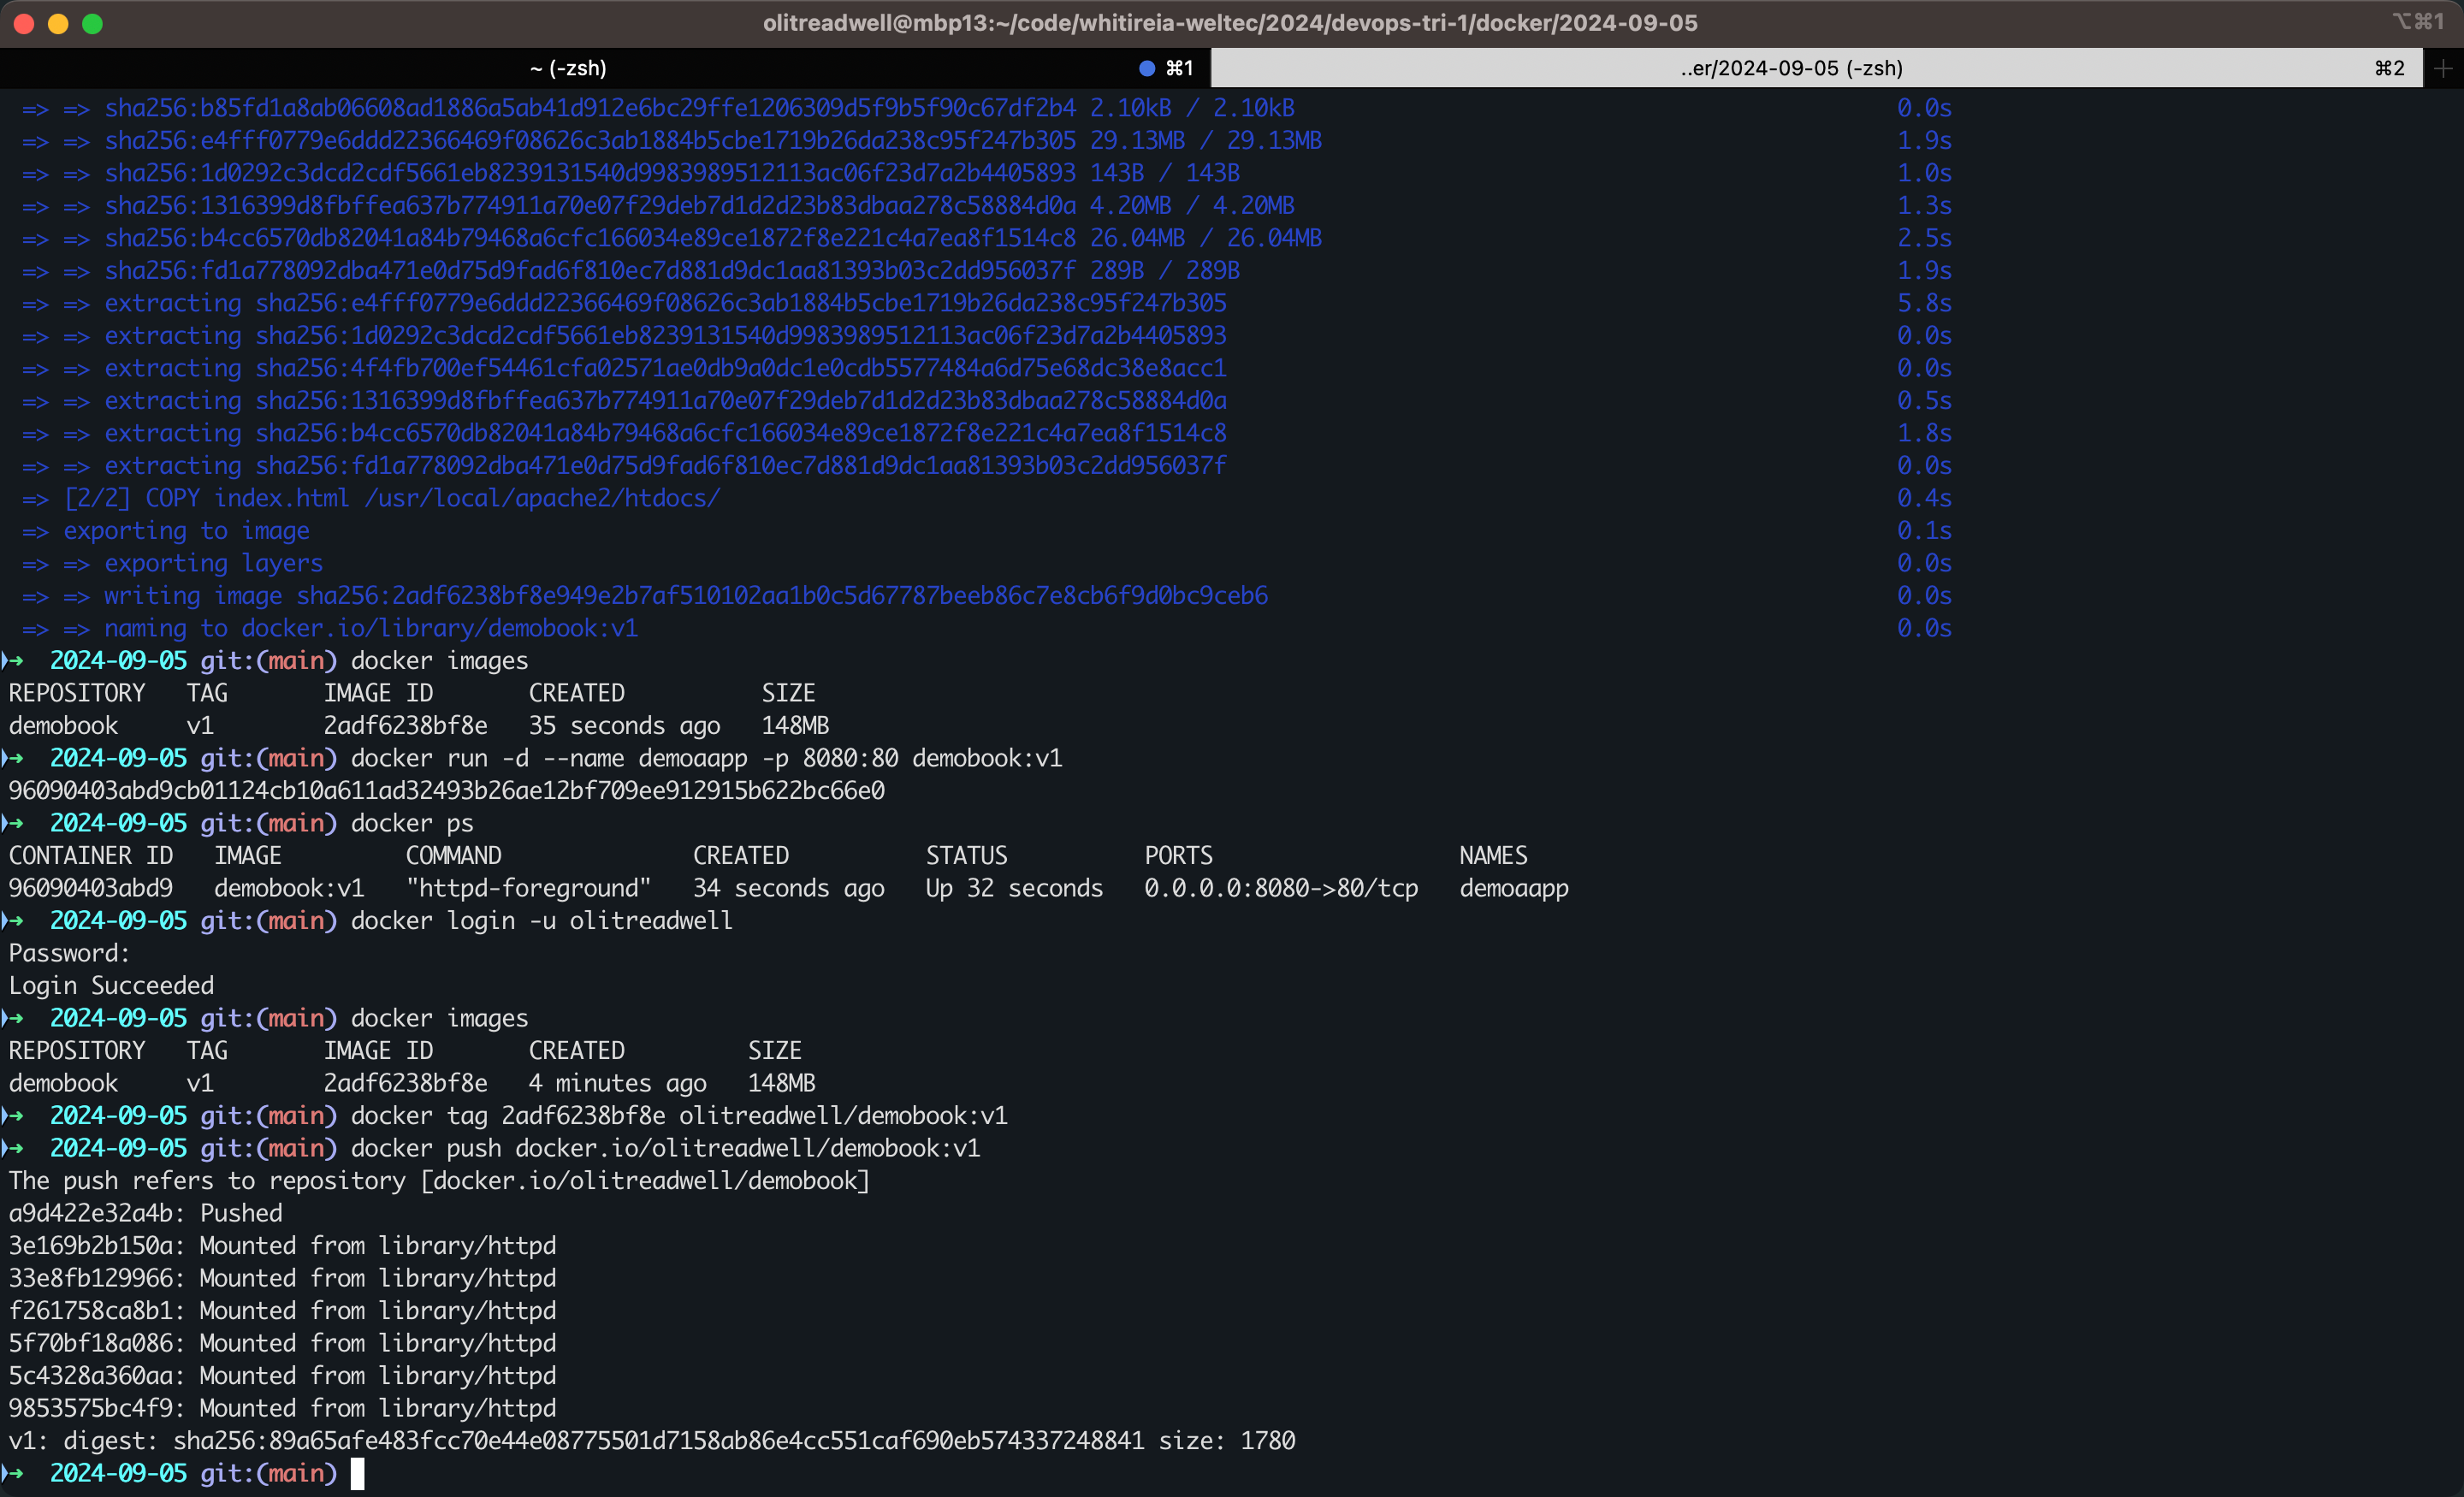 olitreadwell@mbp13:~/code/whitireia-weltec/2024/devops-tri-1/docker/2024-09-05 ⌥⌘1
~ (-zsh) ⌘1 ..er/2024-09-05 (-zsh) ⌘2 +
=> => sha256:b85fd1a8ab06608ad1886a5ab41d912e6bc29ffe1206309d5f9b5f90c67df2b4 2.10kB / 2.10kB 0.0s
=> => sha256:e4fff0779e6ddd22366469f08626c3ab1884b5cbe1719b26da238c95f247b305 29.13MB / 29.13MB 1.9s
=> => sha256:1d0292c3dcd2cdf5661eb8239131540d9983989512113ac06f23d7a2b4405893 143B / 143B 1.0s
=> => sha256:1316399d8fbffea637b774911a70e07f29deb7d1d2d23b83dbaa278c58884d0a 4.20MB / 4.20MB 1.3s
=> => sha256:b4cc6570db82041a84b79468a6cfc166034e89ce1872f8e221c4a7ea8f1514c8 26.04MB / 26.04MB 2.5s
=> => sha256:fd1a778092dba471e0d75d9fad6f810ec7d881d9dc1aa81393b03c2dd956037f 289B / 289B 1.9s
=> => extracting sha256:e4fff0779e6ddd22366469f08626c3ab1884b5cbe1719b26da238c95f247b305 5.8s
=> => extracting sha256:1d0292c3dcd2cdf5661eb8239131540d9983989512113ac06f23d7a2b4405893 0.0s
=> => extracting sha256:4f4fb700ef54461cfa02571ae0db9a0dc1e0cdb5577484a6d75e68dc38e8acc1 0.0s
=> => extracting sha256:1316399d8fbffea637b774911a70e07f29deb7d1d2d23b83dbaa278c58884d0a 0.5s
=> => extracting sha256:b4cc6570db82041a84b79468a6cfc166034e89ce1872f8e221c4a7ea8f1514c8 1.8s
=> => extracting sha256:fd1a778092dba471e0d75d9fad6f810ec7d881d9dc1aa81393b03c2dd956037f 0.0s
=> [2/2] COPY index.html /usr/local/apache2/htdocs/ 0.4s
=> exporting to image 0.1s
=> => exporting layers 0.0s
=> => writing image sha256:2adf6238bf8e949e2b7af510102aa1b0c5d67787beeb86c7e8cb6f9d0bc9ceb6 0.0s
=> => naming to docker.io/library/demobook:v1 0.0s
➜ 2024-09-05 git:(main) docker images
REPOSITORY TAG IMAGE ID CREATED SIZE
demobook v1 2adf6238bf8e 35 seconds ago 148MB
➜ 2024-09-05 git:(main) docker run -d --name demoaapp -p 8080:80 demobook:v1
96090403abd9cb01124cb10a611ad32493b26ae12bf709ee912915b622bc66e0
➜ 2024-09-05 git:(main) docker ps
CONTAINER ID IMAGE COMMAND CREATED STATUS PORTS NAMES
96090403abd9 demobook:v1 "httpd-foreground" 34 seconds ago Up 32 seconds 0.0.0.0:8080->80/tcp demoaapp
➜ 2024-09-05 git:(main) docker login -u olitreadwell
Password:
Login Succeeded
➜ 2024-09-05 git:(main) docker images
REPOSITORY TAG IMAGE ID CREATED SIZE
demobook v1 2adf6238bf8e 4 minutes ago 148MB
➜ 2024-09-05 git:(main) docker tag 2adf6238bf8e olitreadwell/demobook:v1
➜ 2024-09-05 git:(main) docker push docker.io/olitreadwell/demobook:v1
The push refers to repository [docker.io/olitreadwell/demobook]
a9d422e32a4b: Pushed
3e169b2b150a: Mounted from library/httpd
33e8fb129966: Mounted from library/httpd
f261758ca8b1: Mounted from library/httpd
5f70bf18a086: Mounted from library/httpd
5c4328a360aa: Mounted from library/httpd
9853575bc4f9: Mounted from library/httpd
v1: digest: sha256:89a65afe483fcc70e44e08775501d7158ab86e4cc551caf690eb574337248841 size: 1780
➜ 2024-09-05 git:(main)